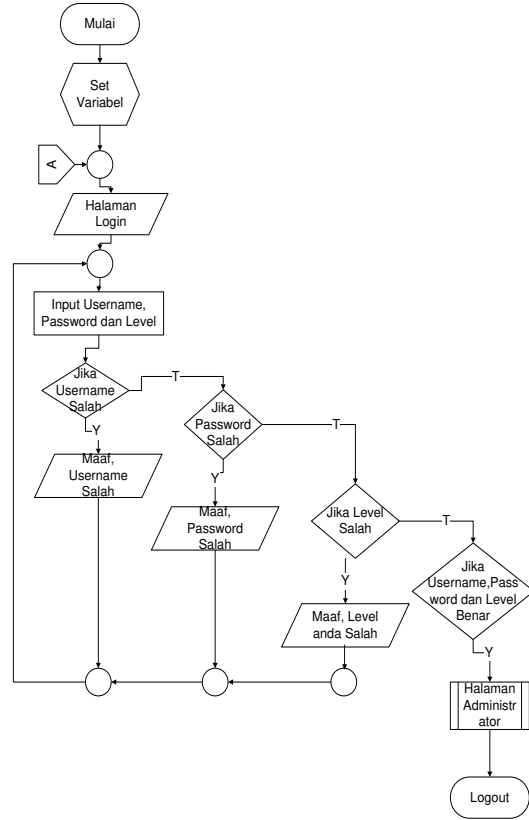 Mulai
Set
Variabel
A
Halaman
Login
Input Username,
Password dan Level
Jika
Username
Salah
T
Y
Maaf,
Username
Salah
Jika
Password
Salah
T
Y
Maaf,
Password
Salah
Jika Level
Salah
T
Y
Maaf, Level
anda Salah
Jika
Username,Pass
word dan Level
Benar
Y
Halaman
Administr
ator
Logout